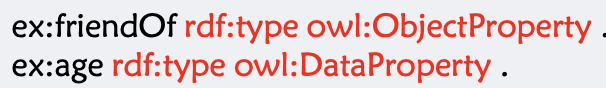 ex:friendOf rdf:type owl:ObjectProperty .
ex:age rdf:type owl:DataProperty .